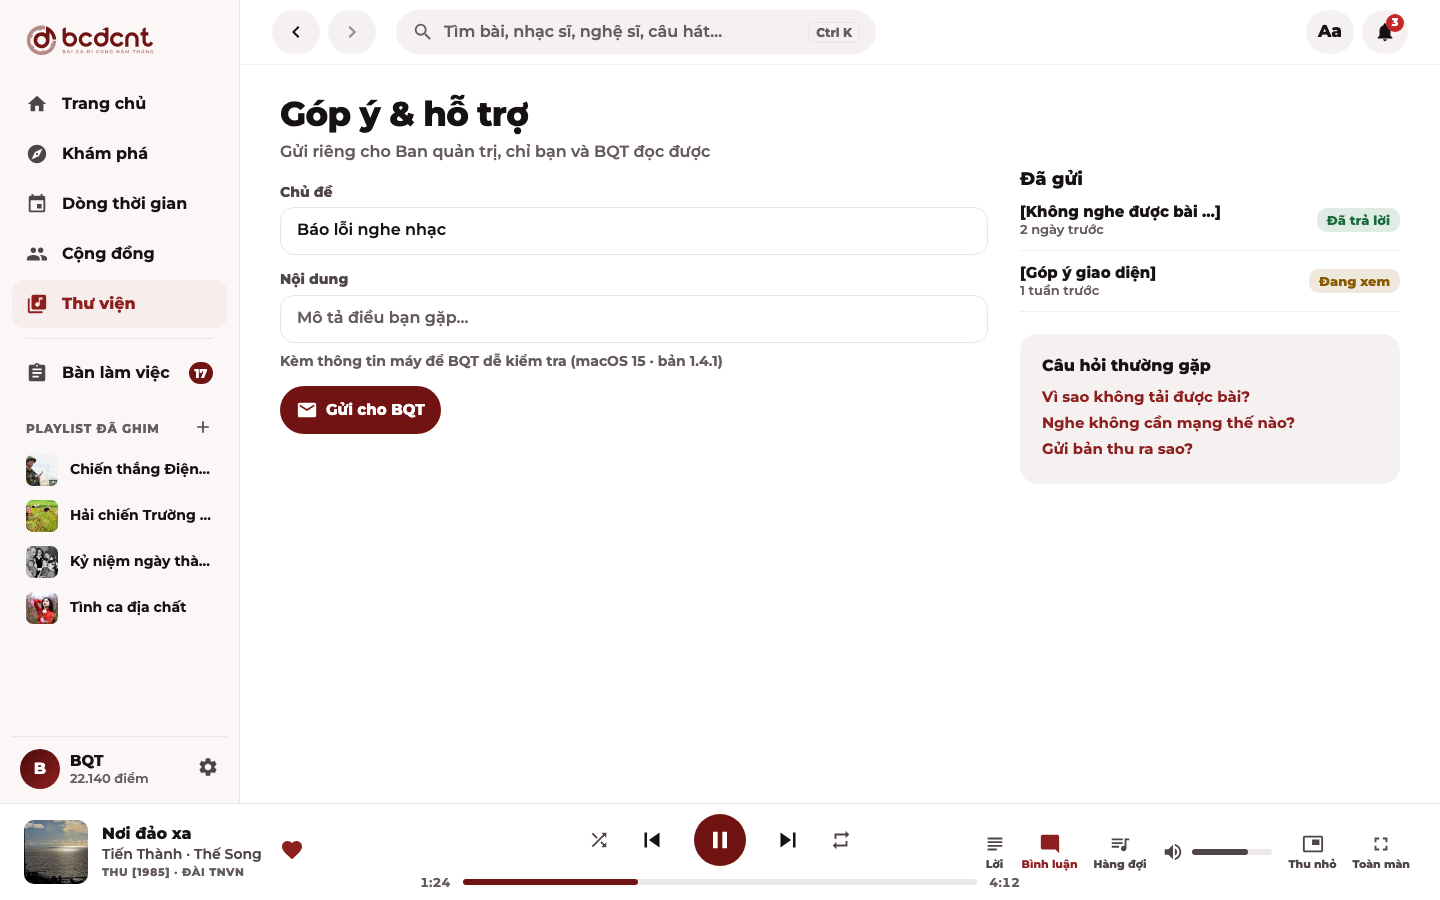 bcdcnt
BÀI CA ĐI CÙNG NĂM THÁNG
Trang chủ
Khám phá
Dòng thời gian
Cộng đồng
Thư viện
Bàn làm việc
17
PLAYLIST ĐÃ GHIM
Chiến thắng Điện...
Hải chiến Trường ...
Kỷ niệm ngày thà...
Tình ca địa chất
B
BQT
22.140 điểm
Tìm bài, nhạc sĩ, nghệ sĩ, câu hát...
Ctrl K
Aa
3
Góp ý & hỗ trợ
Gửi riêng cho Ban quản trị, chỉ bạn và BQT đọc được
Chủ đề
Báo lỗi nghe nhạc
Nội dung
Mô tả điều bạn gặp...
Kèm thông tin máy để BQT dễ kiểm tra (macOS 15 · bản 1.4.1)
Gửi cho BQT
Đã gửi
[Không nghe được bài ...]
2 ngày trước
Đã trả lời
[Góp ý giao diện]
1 tuần trước
Đang xem
Câu hỏi thường gặp
Vì sao không tải được bài?
Nghe không cần mạng thế nào?
Gửi bản thu ra sao?
Nơi đảo xa
Tiến Thành · Thế Song
THU [1985] · ĐÀI TNVN
1:24
4:12
Lời
Bình luận
Hàng đợi
Thu nhỏ
Toàn màn